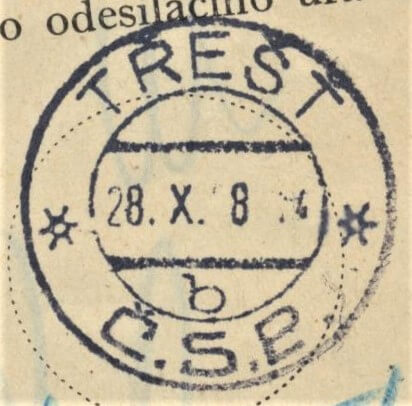 o odesílacího
TREST
28. X. 8
b
Č.S.P.